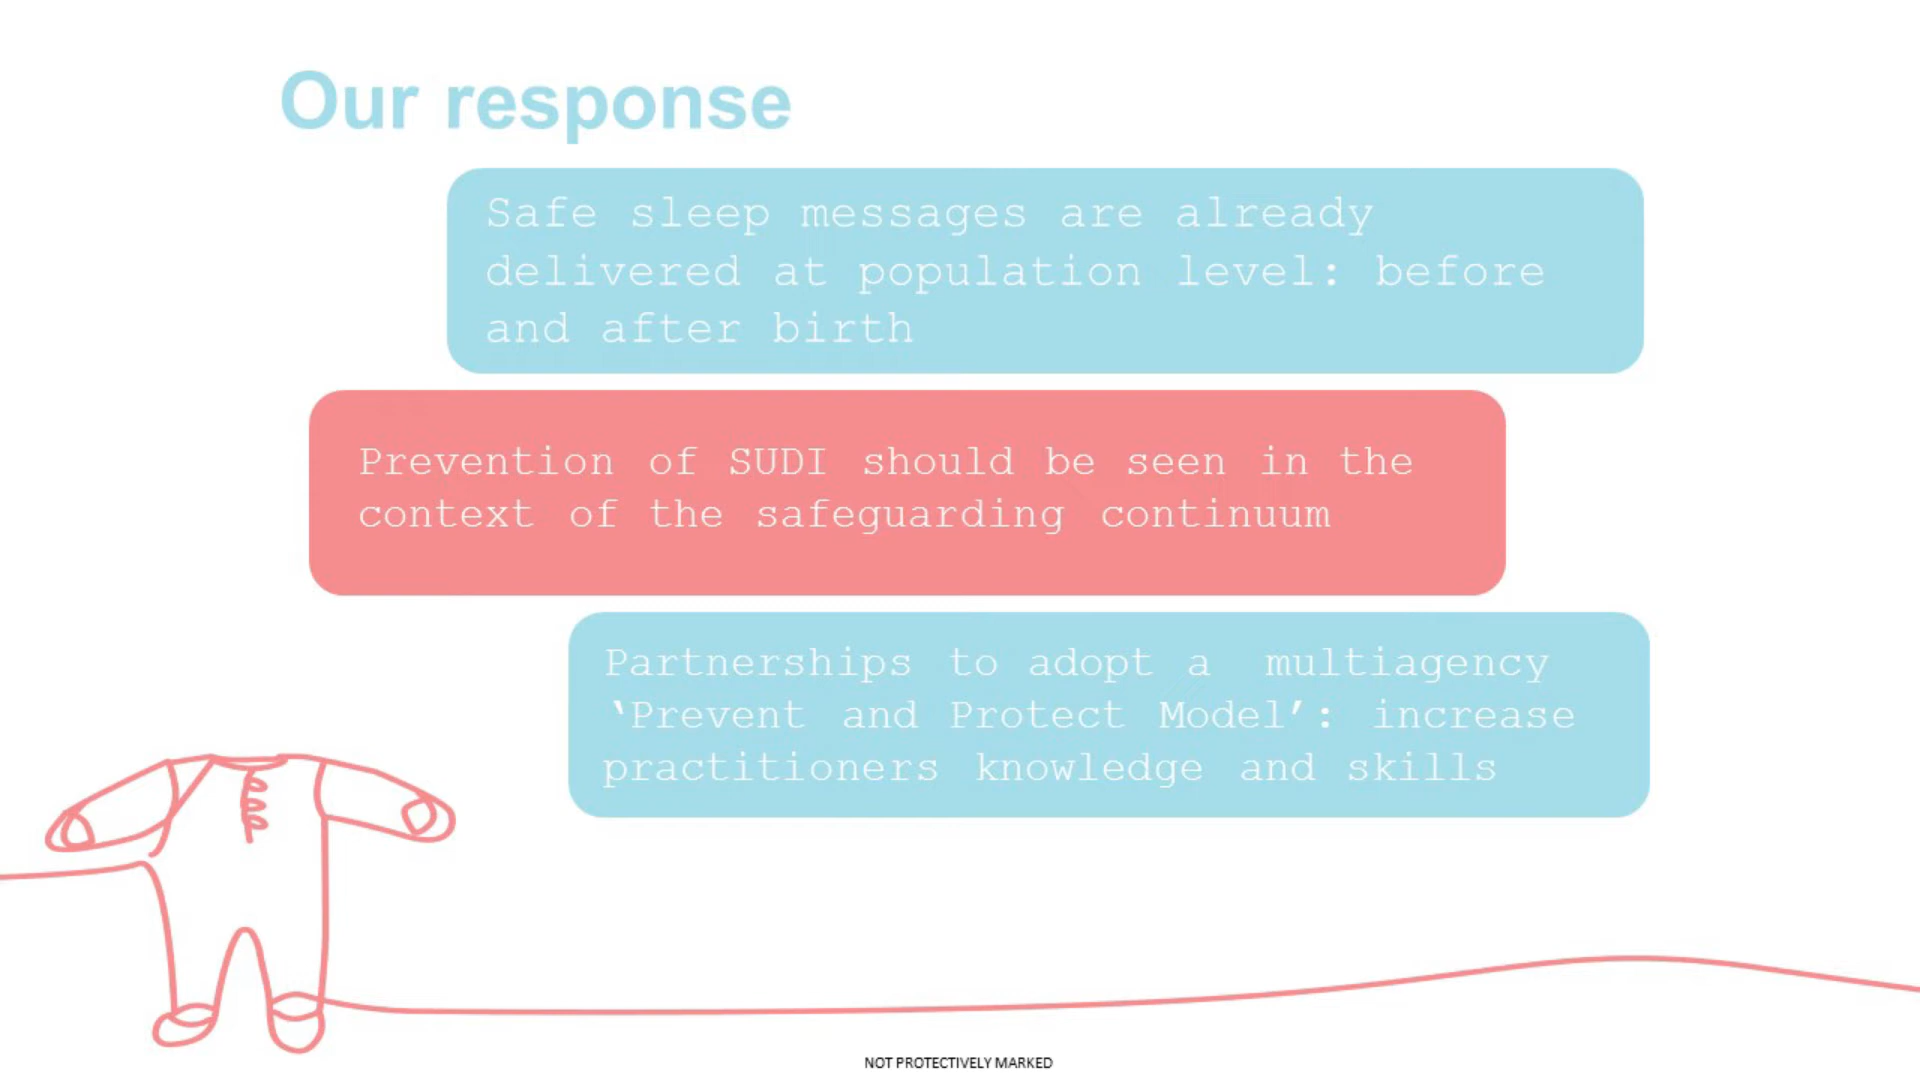 Our response
Safe sleep messages are already
delivered at population level: before
and after birth
Prevention of SUDI should be seen in the
context of the safeguarding continuum
Partnerships to adopt a multiagency
‘Prevent and Protect Model’: increase
practitioners knowledge and skills
NOT PROTECTIVELY MARKED